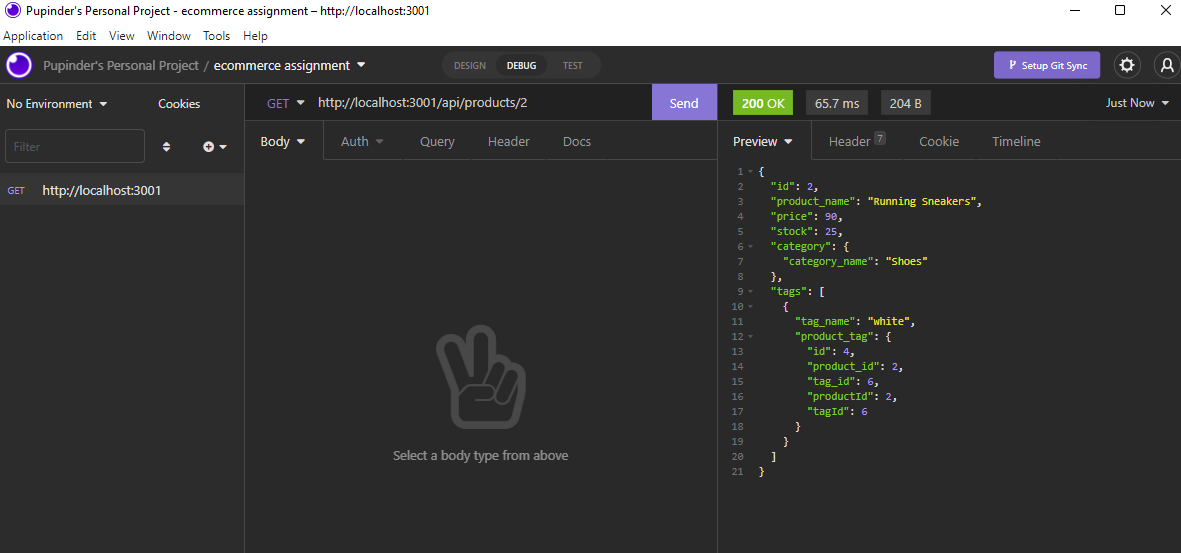 Pupinder's Personal Project - ecommerce assignment – http://localhost:3001
Application Edit View Window Tools Help
Pupinder's Personal Project / ecommerce assignment
DESIGN DEBUG TEST
Setup Git Sync
No Environment Cookies
Filter
GET http://localhost:3001
GET http://localhost:3001/api/products/2 Send
Body Auth Query Header Docs
Select a body type from above
200 OK 65.7 ms 204 B Just Now
Preview Header 7 Cookie Timeline
1 {
2 "id": 2,
3 "product_name": "Running Sneakers",
4 "price": 90,
5 "stock": 25,
6 "category": {
7 "category_name": "Shoes"
8 },
9 "tags": [
10 {
11 "tag_name": "white",
12 "product_tag": {
13 "id": 4,
14 "product_id": 2,
15 "tag_id": 6,
16 "productId": 2,
17 "tagId": 6
18 }
19 }
20 ]
21 }